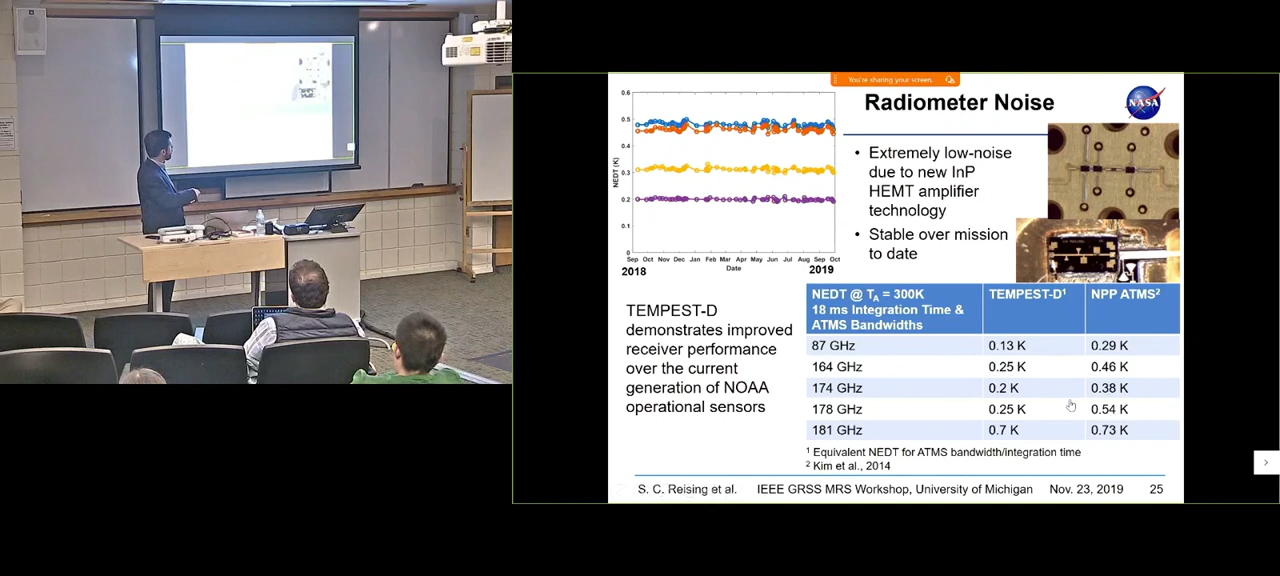 You're sharing your screen.
Radiometer Noise
NASA
0.6
0.5
0.4
0.3
0.2
0.1
0
NEDT (K)
Sep Oct Nov Dec Jan Feb Mar Apr May Jun Jul Aug Sep Oct
2018 Date 2019
• Extremely low-noise
due to new InP
HEMT amplifier
technology
• Stable over mission
to date
TEMPEST-D
demonstrates improved
receiver performance
over the current
generation of NOAA
operational sensors
NEDT @ TA = 300K TEMPEST-D1 NPP ATMS2
18 ms Integration Time &
ATMS Bandwidths
87 GHz 0.13 K 0.29 K
164 GHz 0.25 K 0.46 K
174 GHz 0.2 K 0.38 K
178 GHz 0.25 K 0.54 K
181 GHz 0.7 K 0.73 K
1 Equivalent NEDT for ATMS bandwidth/integration time
2 Kim et al., 2014
S. C. Reising et al. IEEE GRSS MRS Workshop, University of Michigan Nov. 23, 2019 25